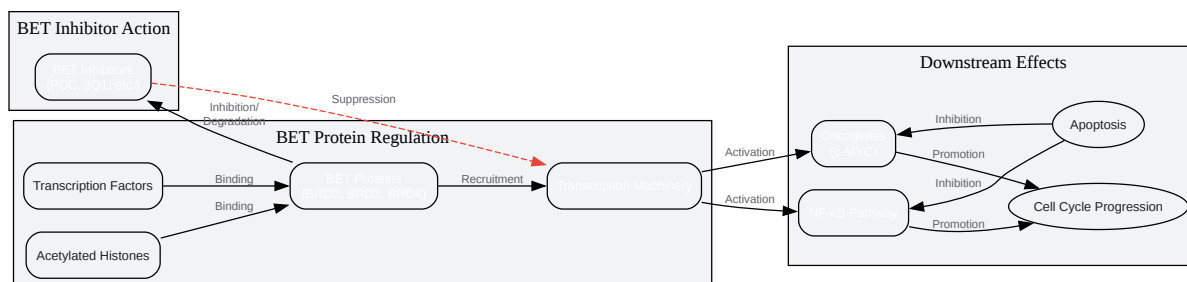 BET Inhibitor Action
BET Inhibitors
(PCC, JQ1, etc.)
Suppression
Inhibition/
Degradation
BET Protein Regulation
Transcription Factors
Binding
Acetylated Histones
Binding
BET Proteins
(BRD2, BRD3, BRD4)
Recruitment
Transcription Machinery
Activation
Activation
Downstream Effects
Oncogenes
(c-MYC)
Inhibition
Apoptosis
Promotion
Inhibition
NF-κB Pathway
Cell Cycle Progression
Promotion